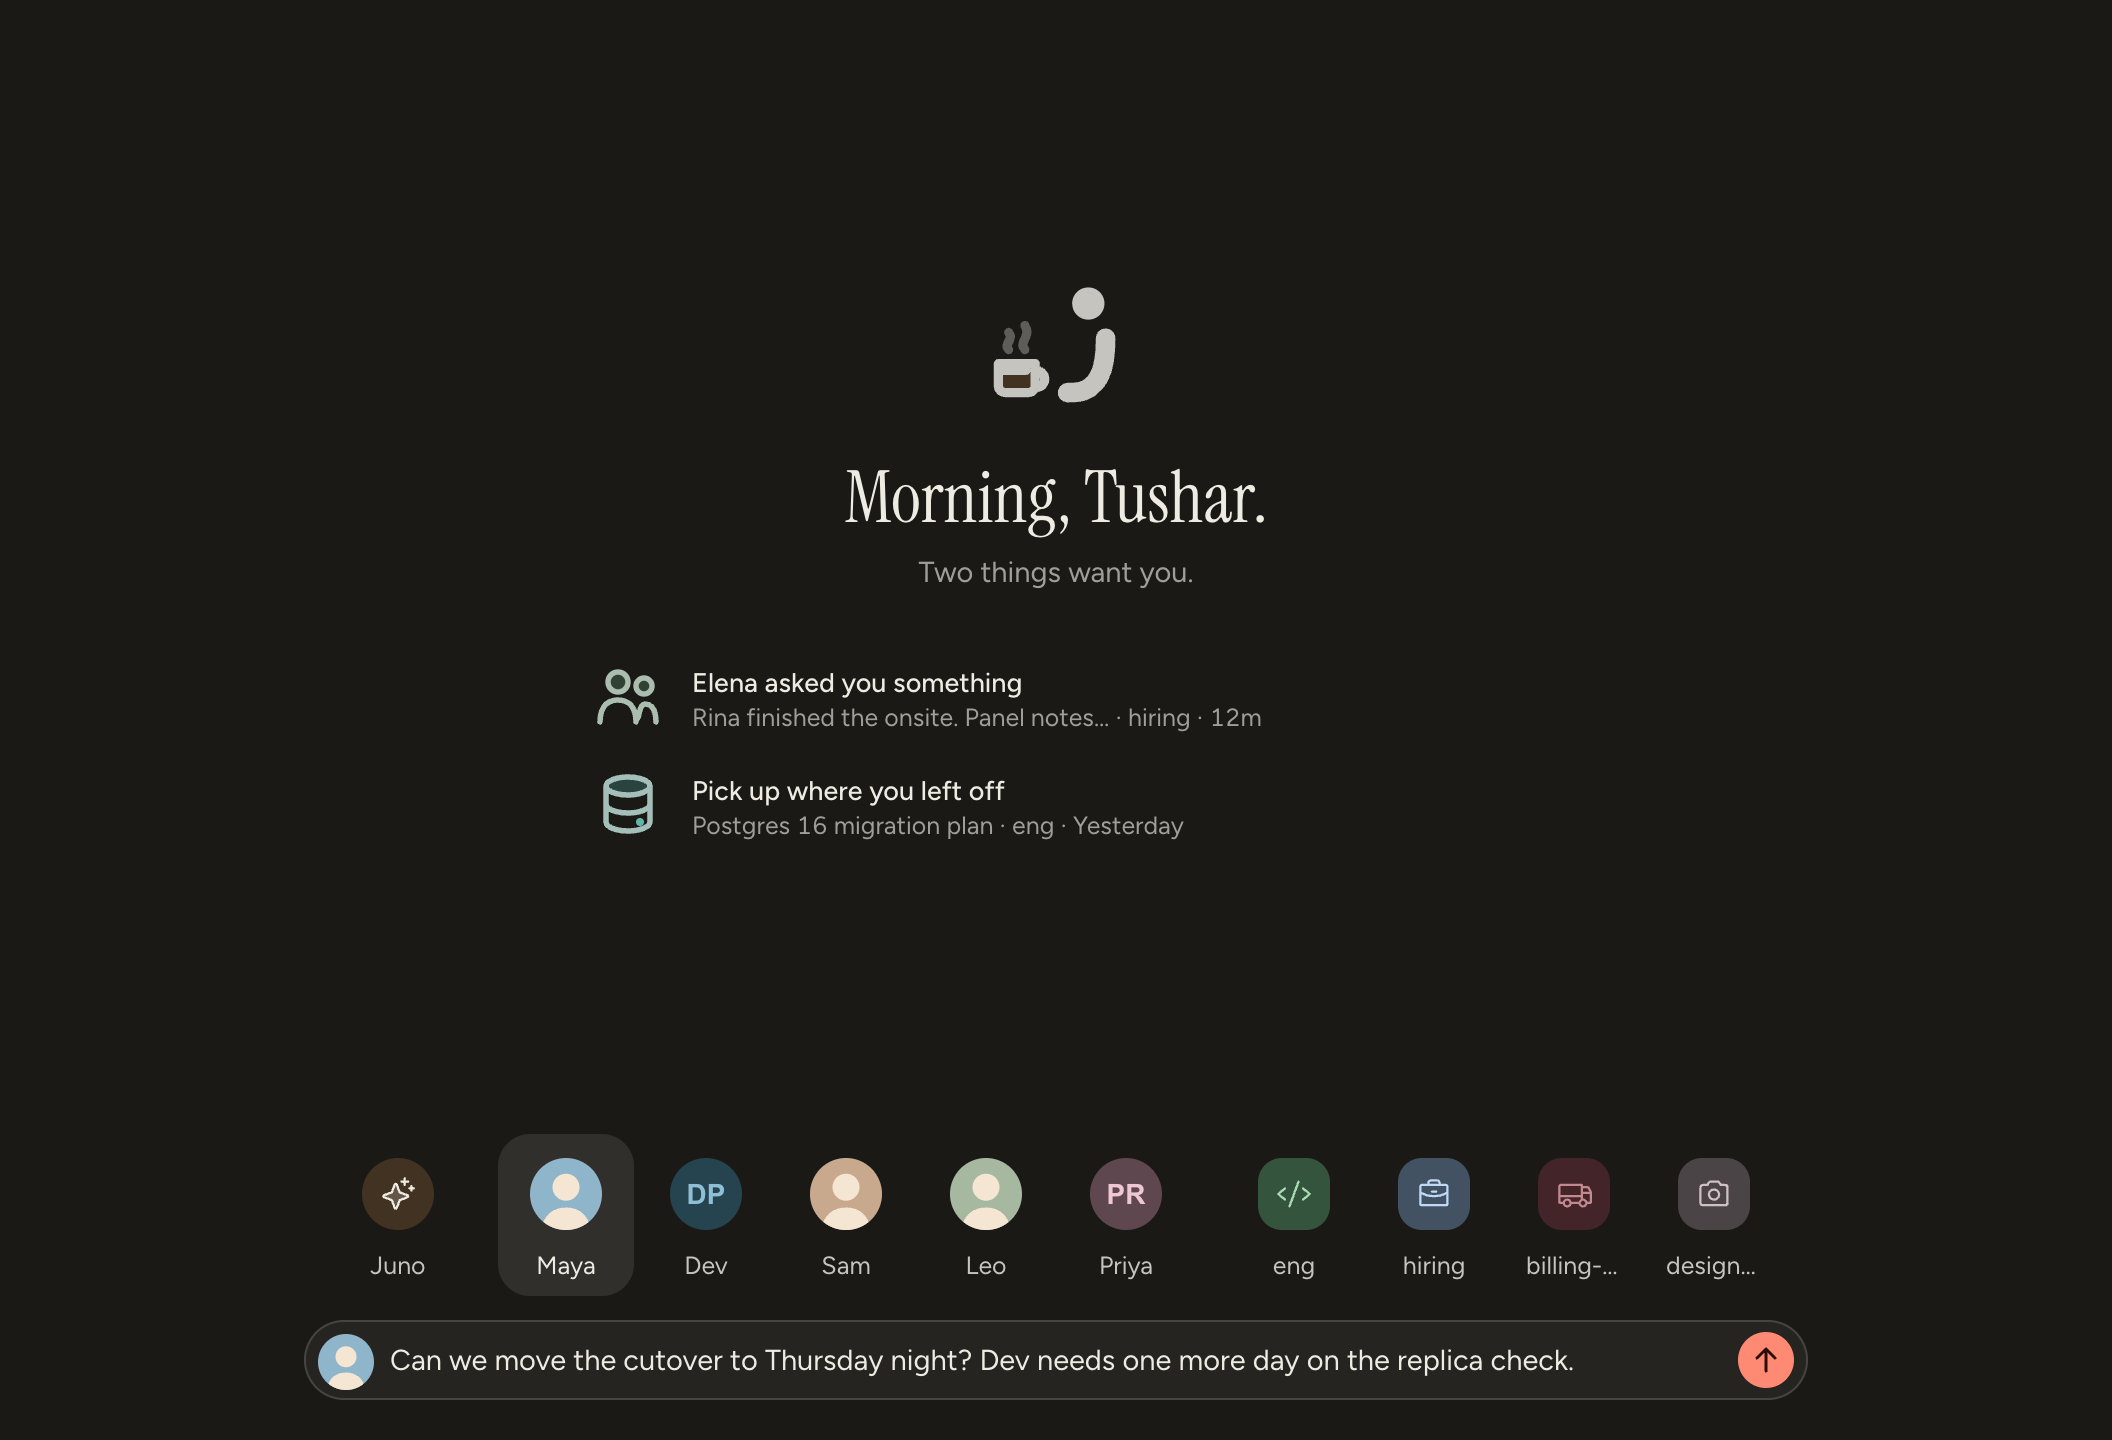 Morning, Tushar.
Two things want you.
Elena asked you something
Rina finished the onsite. Panel notes... · hiring · 12m
Pick up where you left off
Postgres 16 migration plan · eng · Yesterday
DP
PR
Juno
Maya
Dev
Sam
Leo
Priya
eng
hiring
billing-...
design...
Can we move the cutover to Thursday night? Dev needs one more day on the replica check.